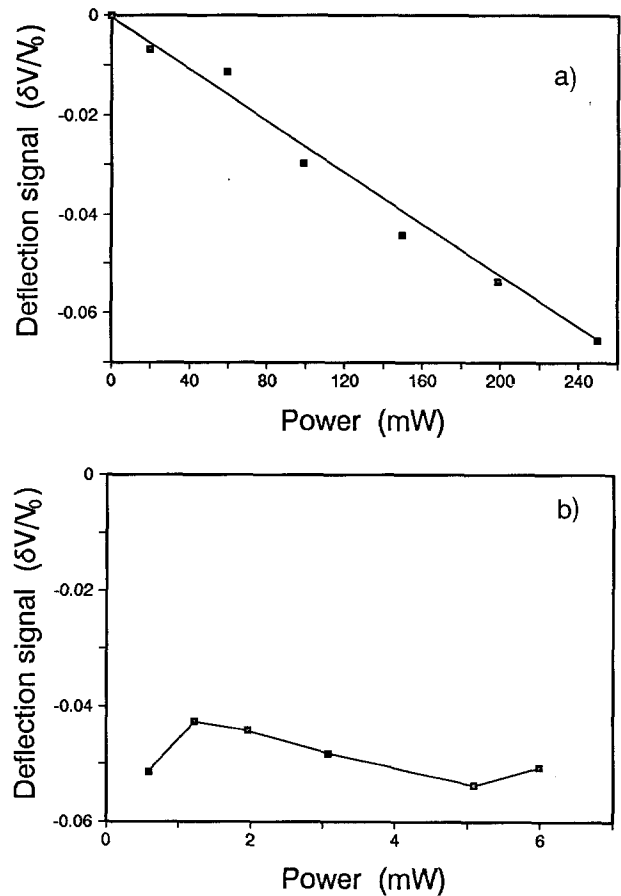 Deflection signal (δV/V₀)
0
-0.02
-0.04
-0.06
a)
0 40 80 120 160 200 240
Power (mW)
Deflection signal (δV/V₀)
0
-0.02
-0.04
-0.06
b)
0 2 4 6
Power (mW)